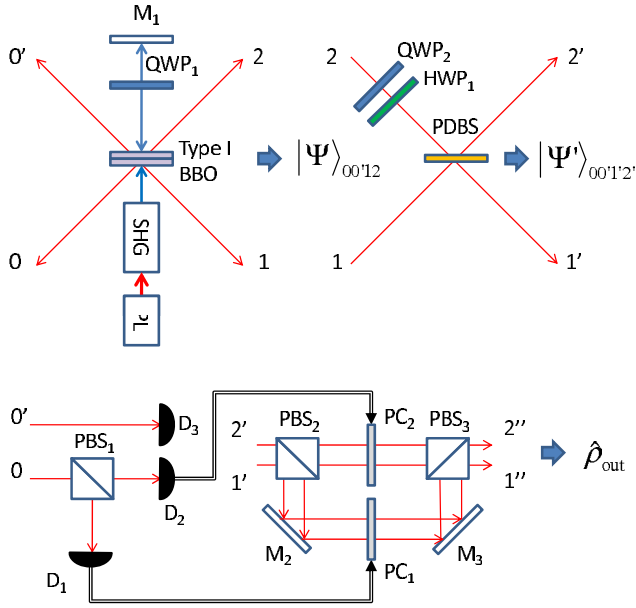 M₁
0'
QWP₁
2
Type I
BBO
|Ψ⟩₀₀'₁₂
SHG
0
1
PL
2
QWP₂
HWP₁
2'
PDBS
|Ψ'⟩₀₀'₁'₂'
1
1'
0'
D₃
PBS₁
0
D₂
D₁
PBS₂
PC₂
PBS₃
2'
2''
1'
1''
ρ̂out
M₂
PC₁
M₃